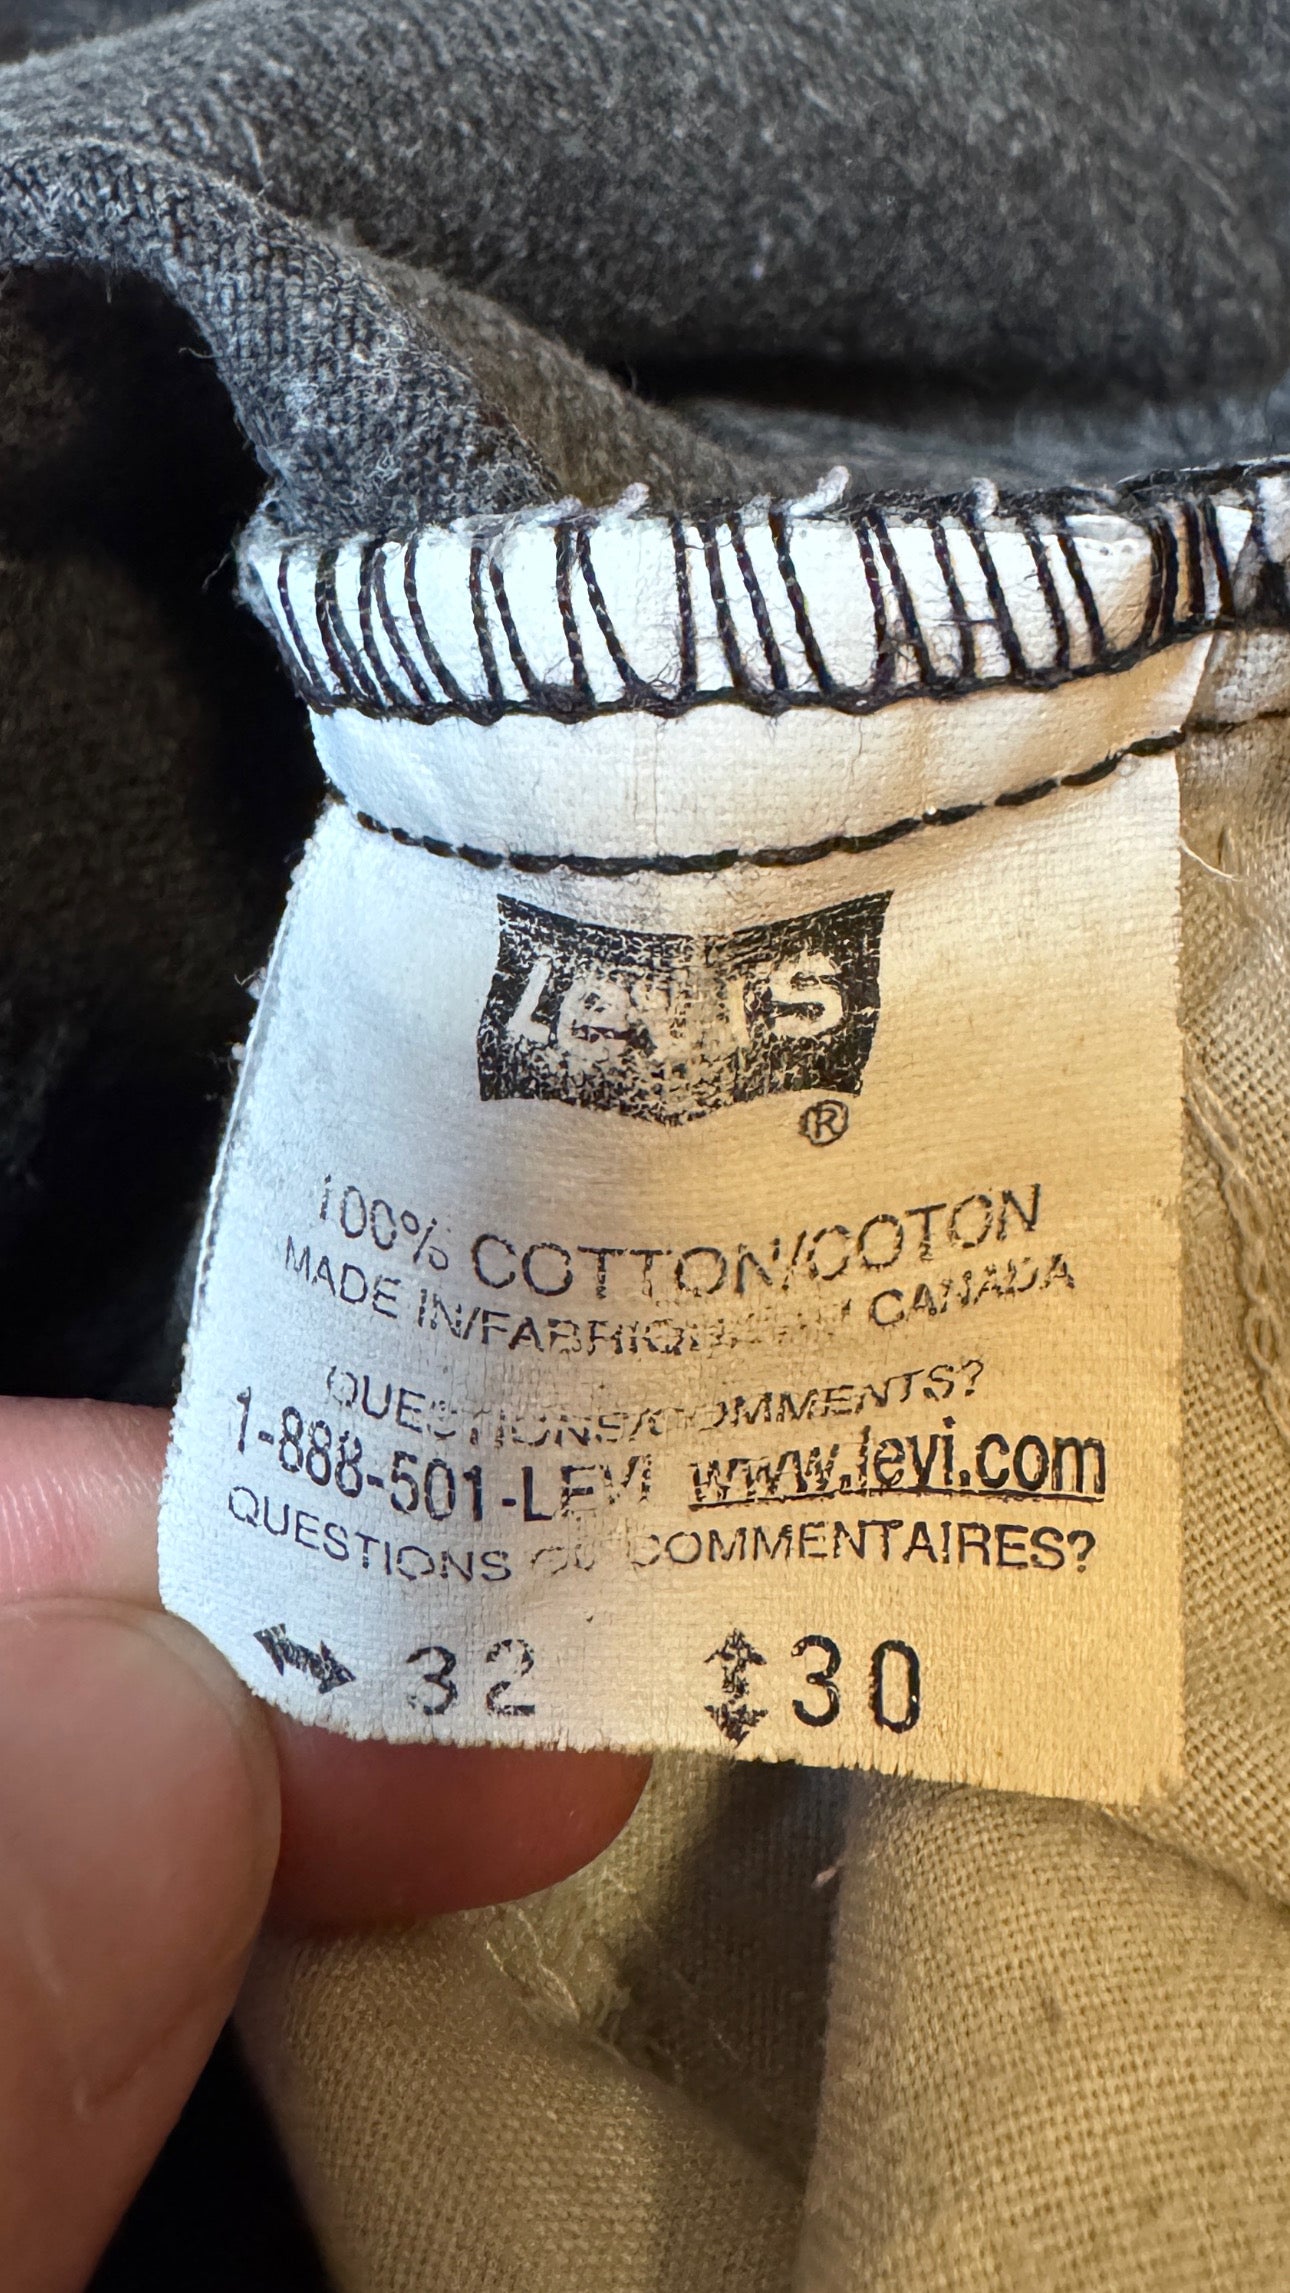 LEVI'S
®
100% COTTON/COTON
MADE IN/FABRIQUÉ CANADA
QUESTIONS/COMMENTS?
1-888-501-LEVI www.levi.com
QUESTIONS OU COMMENTAIRES?
32 30